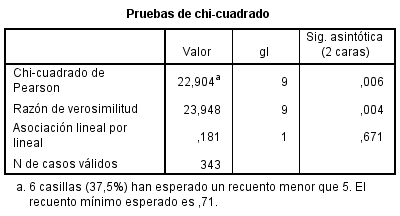 Pruebas de chi-cuadrado
Valor gl Sig. asintótica (2 caras)
Chi-cuadrado de Pearson 22,904a 9 ,006
Razón de verosimilitud 23,948 9 ,004
Asociación lineal por lineal ,181 1 ,671
N de casos válidos 343
a. 6 casillas (37,5%) han esperado un recuento menor que 5. El
recuento mínimo esperado es ,71.